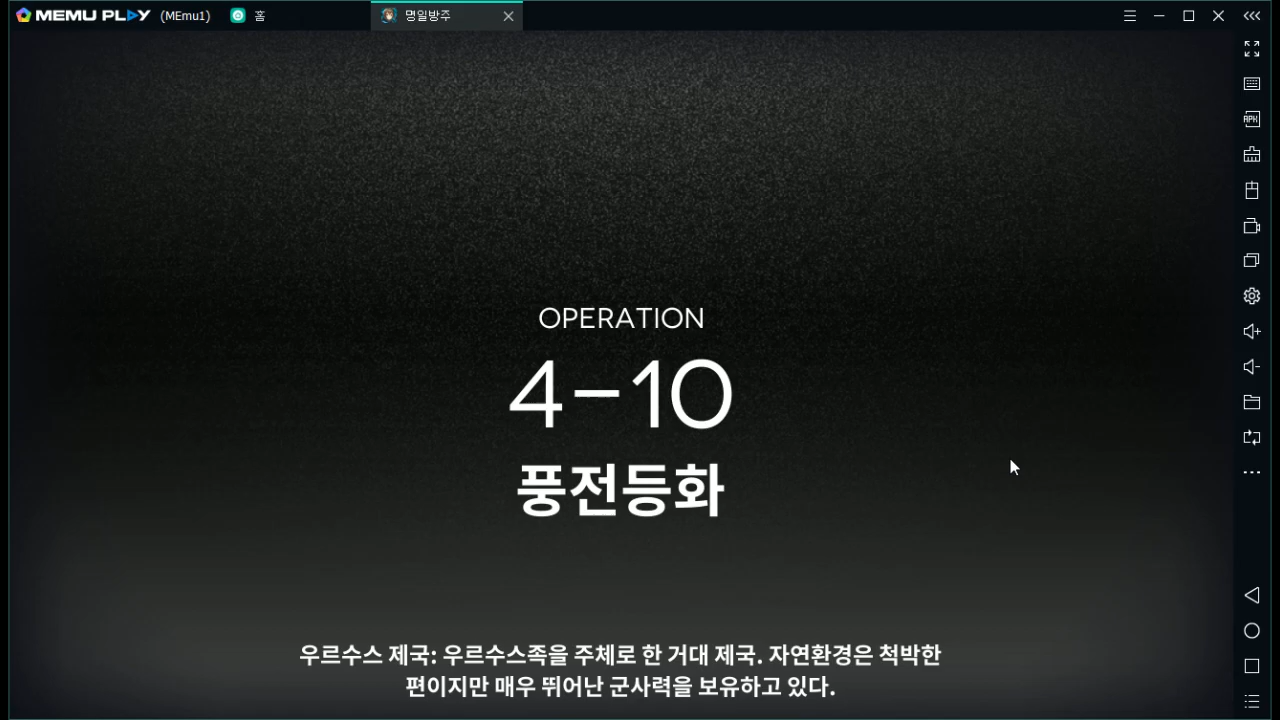 MEMU PLAY (MEmu1) 홈 명일방주
APK
OPERATION
4-10
풍전등화
우르수스 제국: 우르수스족을 주체로 한 거대 제국. 자연환경은 척박한
편이지만 매우 뛰어난 군사력을 보유하고 있다.